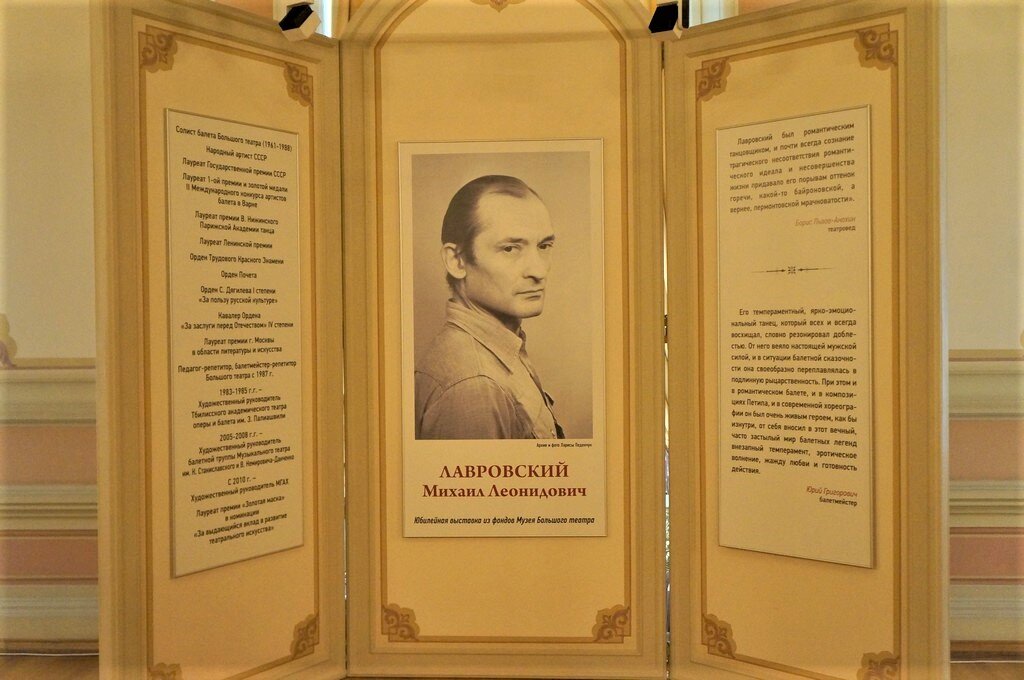 Солист балета Большого театра (1961-1988)
Народный артист СССР
Лауреат Государственной премии СССР
Лауреат 1-ой премии и золотой медали
II Международного конкурса артистов
балета в Варне
Лауреат премии В. Нижинского
Парижской Академии танца
Лауреат Ленинской премии
Орден Трудового Красного Знамени
Орден Почета
Орден С. Дягилева I степени
«За пользу русской культуре»
Кавалер Ордена
«За заслуги перед Отечеством» IV степени
Лауреат премии г. Москвы
в области литературы и искусства
Педагог-репетитор, балетмейстер-репетитор
Большого театра с 1987 г.
1983-1985 г.г. –
Художественный руководитель
Тбилисского академического театра
оперы и балета им. З. Палиашвили
2005-2008 г.г. –
Художественный руководитель
балетной труппы Музыкального театра
им. К. Станиславского и В. Немировича-Данченко
С 2010 г. –
Художественный руководитель МГАХ
Лауреат премии «Золотая маска»
в номинации
«За выдающийся вклад в развитие
театрального искусства»
Архив и фото Ларисы Педенчук
ЛАВРОВСКИЙ
Михаил Леонидович
Юбилейная выставка из фондов Музея Большого театра
Лавровский был романтическим
танцовщиком, и почти всегда сознание
трагического несоответствия романти-
ческого идеала и несовершенства
жизни придавало его порывам оттенок
горечи, какой-то байроновской, а
вернее, лермонтовской мрачноватости».
Борис Львов-Анохин
театровед
Его темпераментный, ярко-эмоцио-
нальный танец, который всех и всегда
восхищал, словно резонировал добле-
стью. От него веяло настоящей мужской
силой, и в ситуации балетной сказочно-
сти она своеобразно переплавлялась в
подлинную рыцарственность. При этом и
в романтическом балете, и в компози-
циях Петипа, и в современной хореогра-
фии он был очень живым героем, как бы
изнутри, от себя вносил в этот вечный,
часто застылый мир балетных легенд
внезапный темперамент, эротическое
волнение, жажду любви и готовность
действия.
Юрий Григорович
балетмейстер